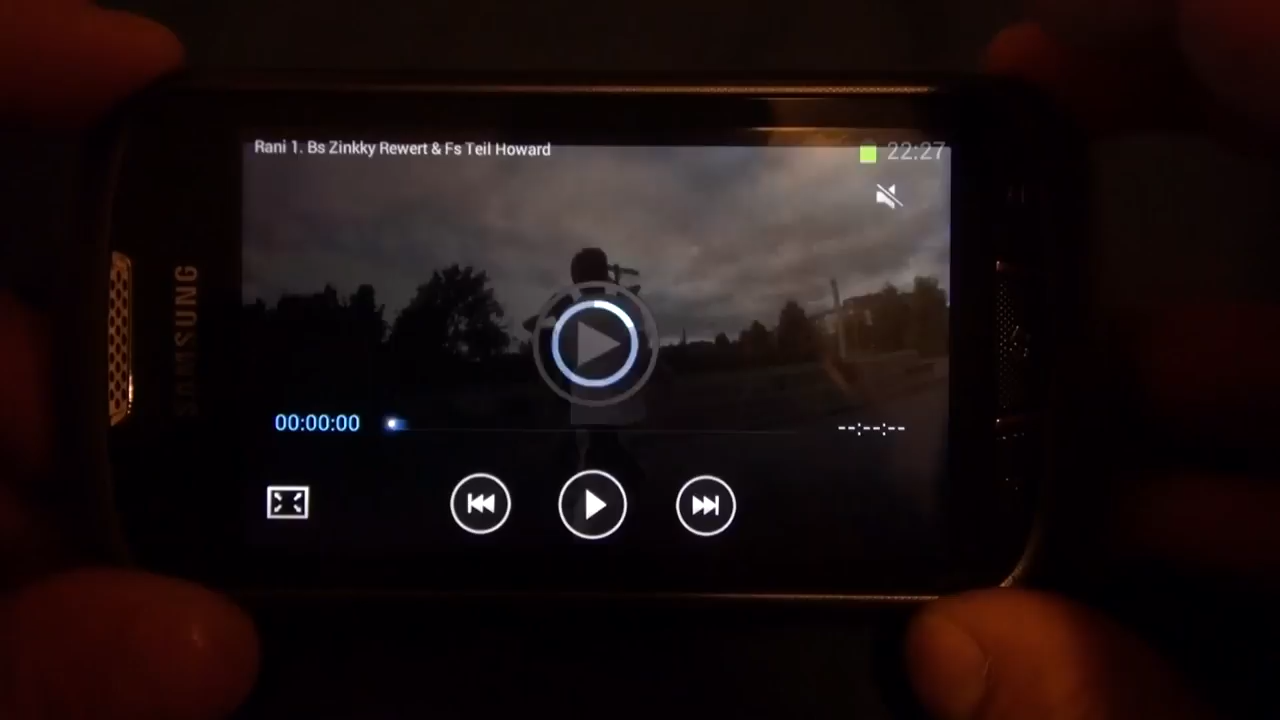 Rani 1. Bs Zinkky Rewert & Fs Teil Howard
22:27
SAMSUNG
00:00:00
--:--:--